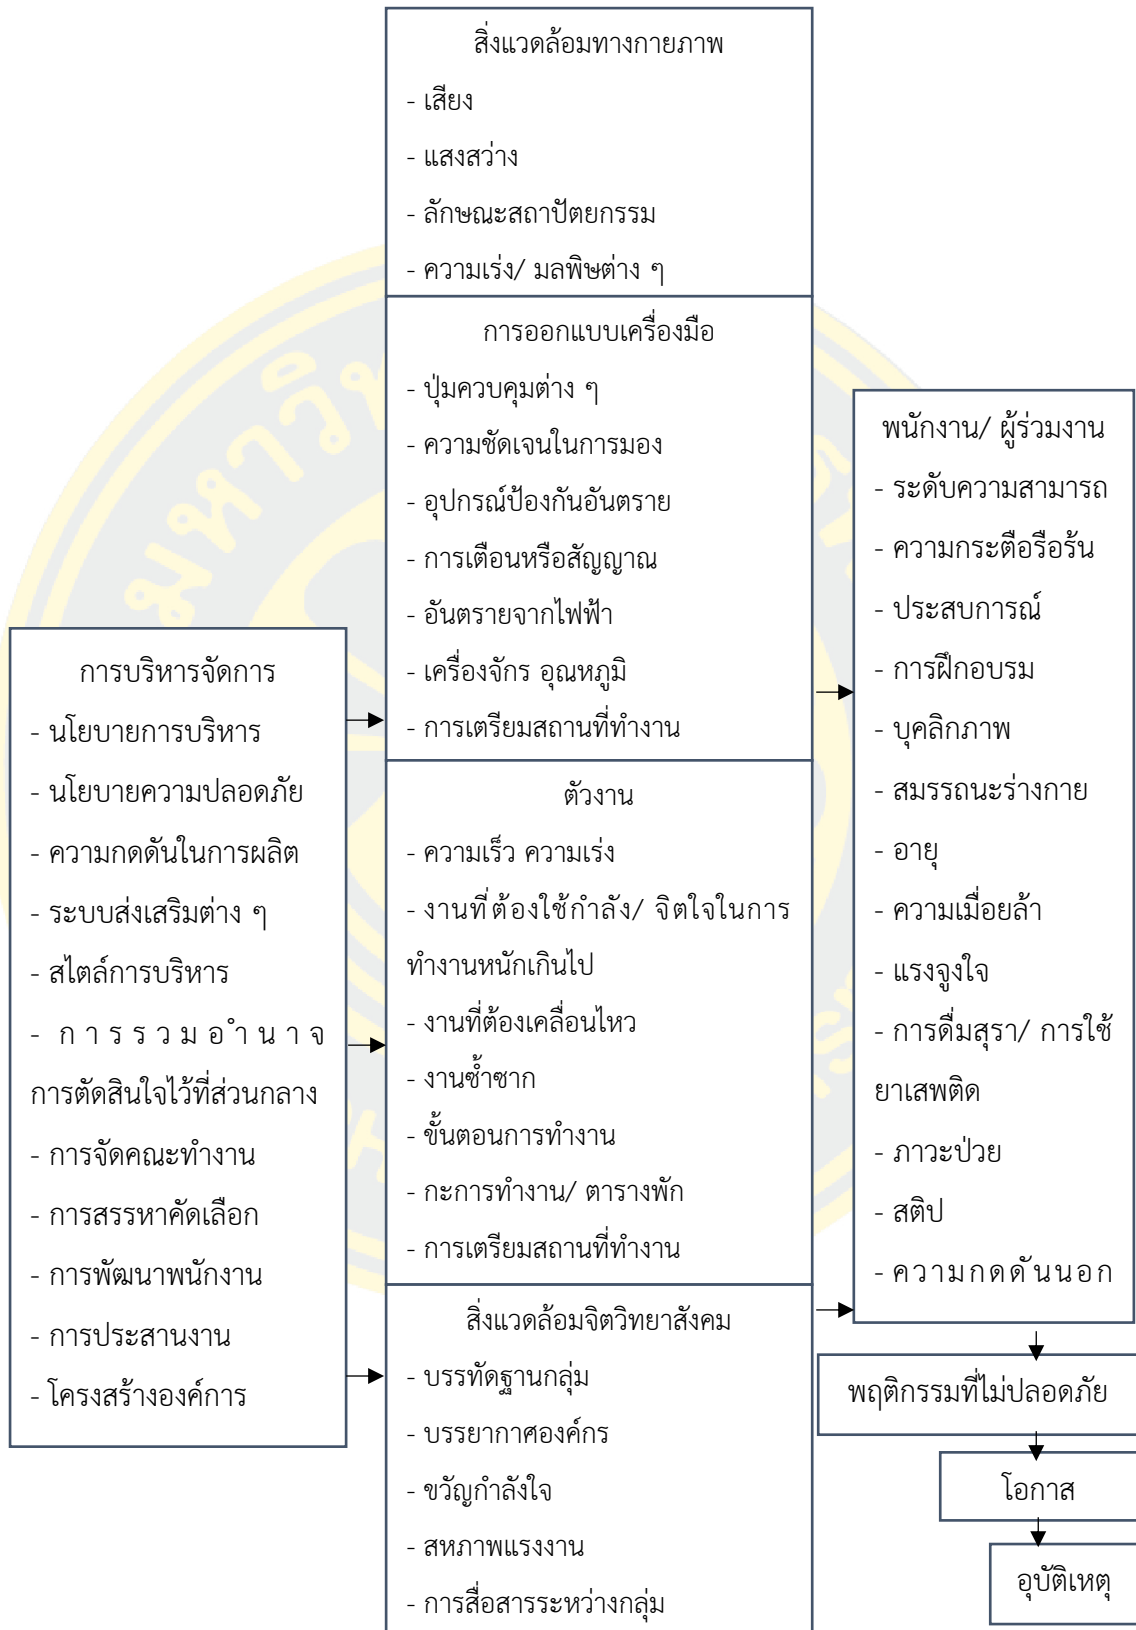 สิ่งแวดล้อมทางกายภาพ
- เสียง
- แสงสว่าง
- ลักษณะสถาปัตยกรรม
- ความเร่ง/ มลพิษต่าง ๆ
การออกแบบเครื่องมือ
- ปุ่มควบคุมต่าง ๆ
- ความชัดเจนในการมอง
- อุปกรณ์ป้องกันอันตราย
- การเตือนหรือสัญญาณ
- อันตรายจากไฟฟ้า
- เครื่องจักร อุณหภูมิ
- การเตรียมสถานที่ทำงาน
ตัวงาน
- ความเร็ว ความเร่ง
- งานที่ต้องใช้กำลัง/ จิตใจในการ
ทำงานหนักเกินไป
- งานที่ต้องเคลื่อนไหว
- งานซ้ำซาก
- ขั้นตอนการทำงาน
- กะการทำงาน/ ตารางพัก
- การเตรียมสถานที่ทำงาน
สิ่งแวดล้อมจิตวิทยาสังคม
- บรรทัดฐานกลุ่ม
- บรรยากาศองค์กร
- ขวัญกำลังใจ
- สหภาพแรงงาน
- การสื่อสารระหว่างกลุ่ม
การบริหารจัดการ
- นโยบายการบริหาร
- นโยบายความปลอดภัย
- ความกดดันในการผลิต
- ระบบส่งเสริมต่าง ๆ
- สไตล์การบริหาร
- การรวมอำนาจ
การตัดสินใจไว้ที่ส่วนกลาง
- การจัดคณะทำงาน
- การสรรหาคัดเลือก
- การพัฒนาพนักงาน
- การประสานงาน
- โครงสร้างองค์การ
พนักงาน/ ผู้ร่วมงาน
- ระดับความสามารถ
- ความกระตือรือร้น
- ประสบการณ์
- การฝึกอบรม
- บุคลิกภาพ
- สมรรถนะร่างกาย
- อายุ
- ความเมื่อยล้า
- แรงจูงใจ
- การดื่มสุรา/ การใช้
ยาเสพติด
- ภาวะป่วย
- สติป
- ความกดดันนอก
พฤติกรรมที่ไม่ปลอดภัย
โอกาส
อุบัติเหตุ